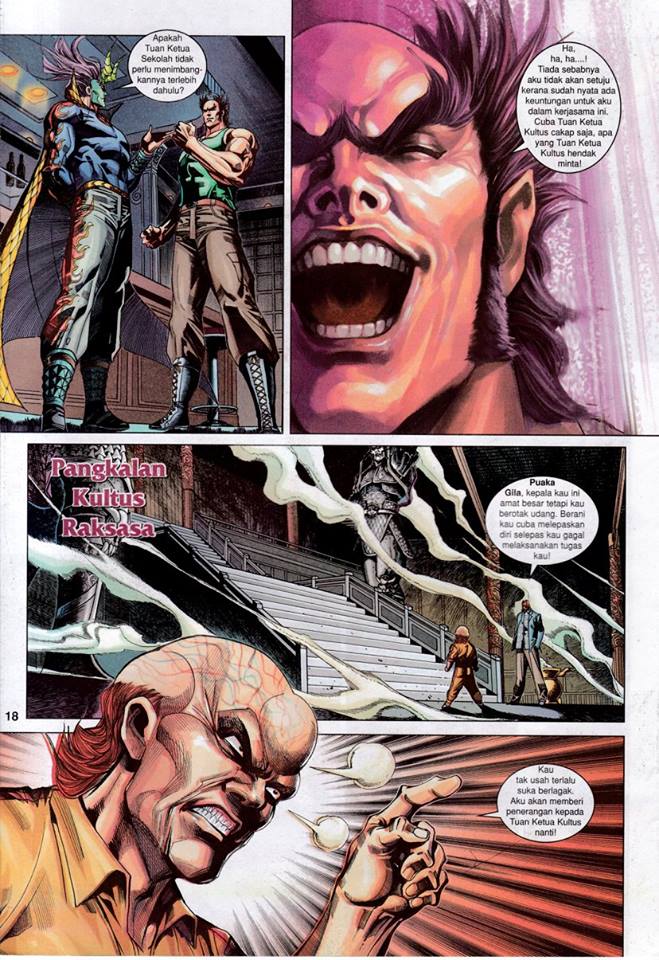 Apakah
Tuan Ketua
Sekolah tidak
perlu menimbang-
kannya terlebih
dahulu?
Ha,
ha, ha....!
Tiada sebabnya
aku tidak akan setuju
kerana sudah nyata ada
keuntungan untuk aku
dalam kerjasama ini.
Cuba Tuan Ketua
Kultus cakap saja, apa
yang Tuan Ketua
Kultus hendak
minta!
Pangkalan
Kultus
Raksasa
Puaka
Gila, kepala kau ini
amat besar tetapi kau
berotak udang. Berani
kau cuba melepaskan
diri selepas kau gagal
melaksanakan tugas
kau!
18
Kau
tak usah terlalu
suka berlagak.
Aku akan memberi
penerangan kepada
Tuan Ketua Kultus
nanti!